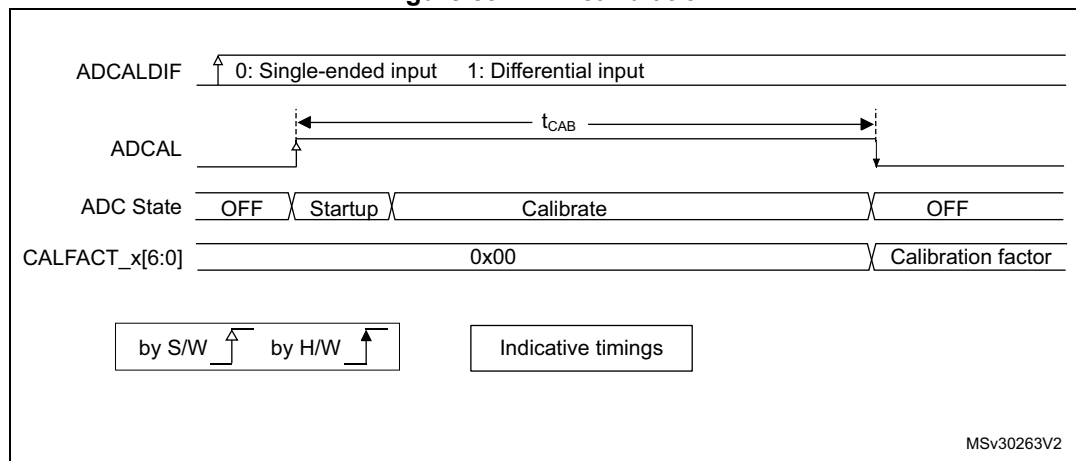 ADCALDIF 0: Single-ended input 1: Differential input
tCAB
ADCAL
ADC State OFF Startup Calibrate OFF
CALFACT_x[6:0] 0x00 Calibration factor
by S/W by H/W Indicative timings
MSv30263V2